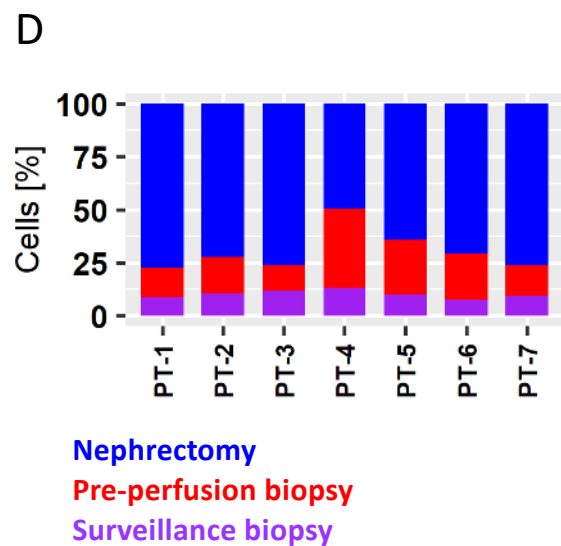 D
Cells [%]
100
75
50
25
0
PT-1
PT-2
PT-3
PT-4
PT-5
PT-6
PT-7
Nephrectomy
Pre-perfusion biopsy
Surveillance biopsy